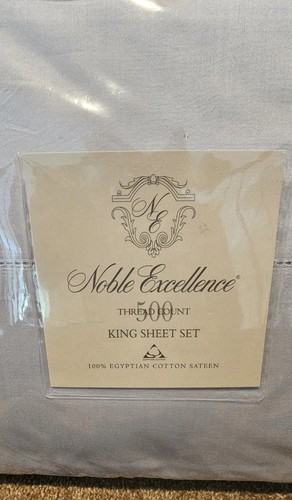 NE
Noble Excellence®
500
THREAD COUNT
KING SHEET SET
100% EGYPTIAN COTTON SATEEN